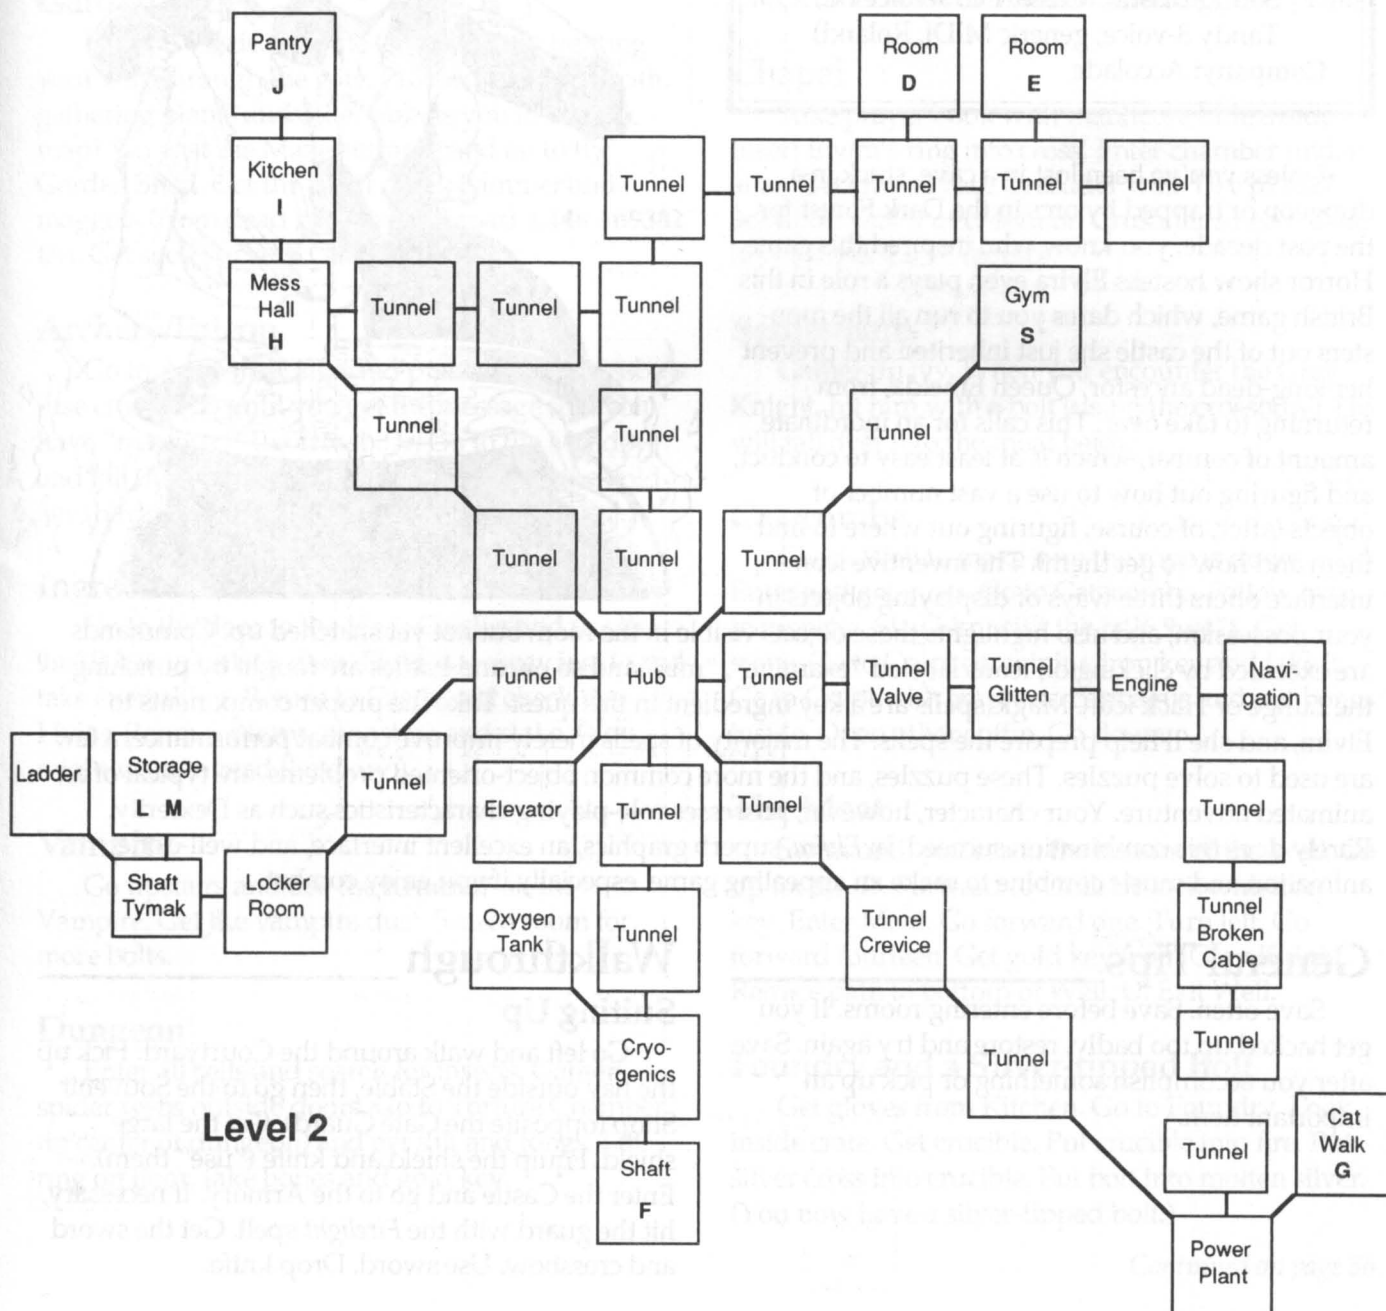 Pantry
J
Room
D
Room
E
Kitchen
I
Tunnel
Tunnel
Tunnel
Tunnel
Tunnel
Mess
Hall
H
Tunnel
Tunnel
Tunnel
Gym
S
Tunnel
Tunnel
Tunnel
Tunnel
Tunnel
Tunnel
Tunnel
Hub
Tunnel
Tunnel
Valve
Tunnel
Glitten
Engine
Navi-
gation
Ladder
Storage
M
Tunnel
Elevator
Tunnel
Tunnel
Tunnel
Shaft
Tymak
Locker
Room
Oxygen
Tank
Tunnel
Tunnel
Crevice
Tunnel
Broken
Cable
Cryo-
genics
Tunnel
Tunnel
Level 2
Shaft
F
Tunnel
Cat
Walk
G
Power
Plant